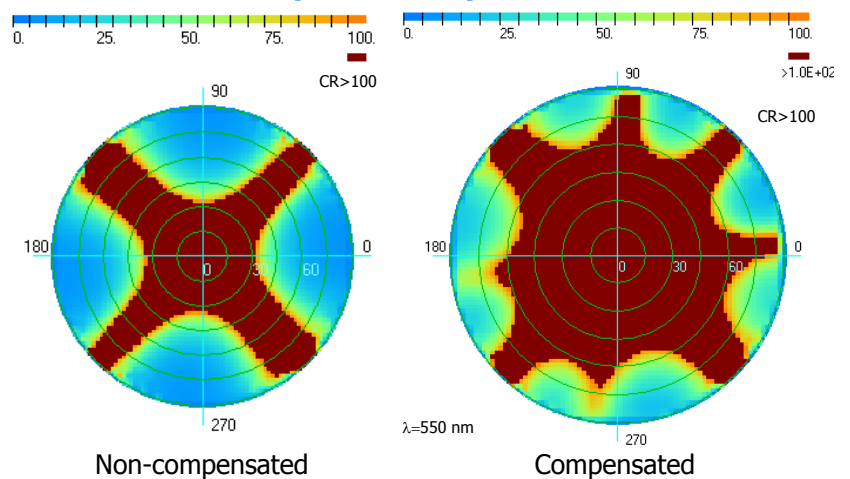 0. 25. 50. 75. 100.
CR>100
90
180
0
0 30 60
270
Non-compensated
0. 25. 50. 75. 100.
>1.0E+02
CR>100
90
180
0
0 30 60
λ=550 nm
270
Compensated